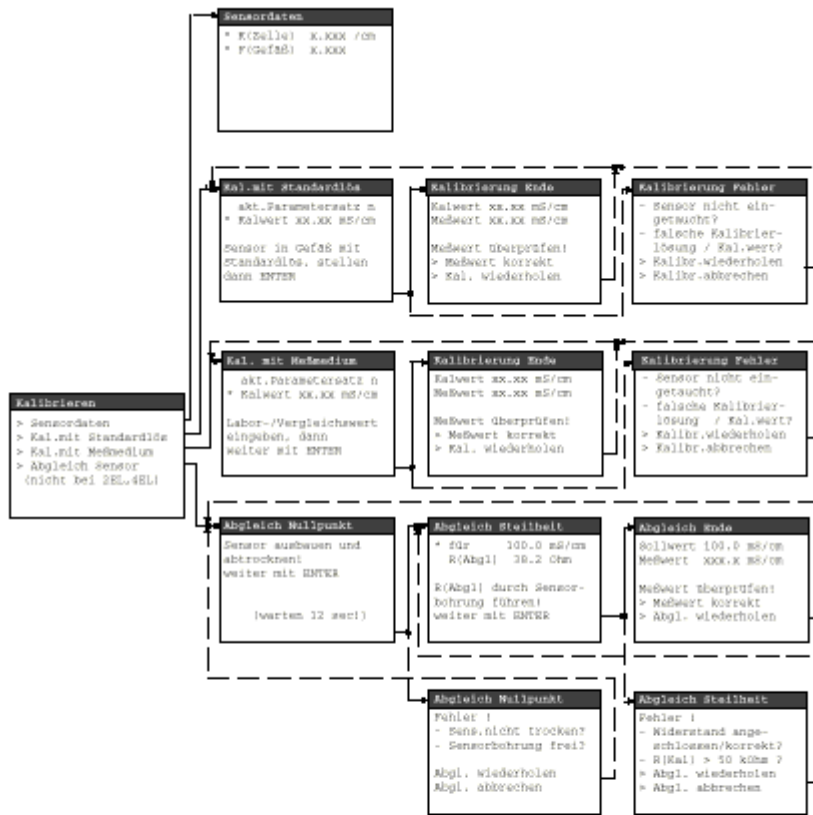 Sensordaten
* K(Zelle) x.xxx /cm
* F(Gefäß) x.xxx
Kal.mit Standardlös
akt.Parametersatz n
* Kalwert xx.xx mS/cm
Sensor in Gefäß mit
Standardlös. stellen
dann ENTER
Kalibrierung Ende
Kalwert xx.xx mS/cm
Meßwert xx.xx mS/cm
Meßwert überprüfen!
> Meßwert korrekt
> Kal. wiederholen
Kalibrierung Fehler
- Sensor nicht ein-
getaucht?
- falsche Kalibrier-
lösung / Kal.wert?
> Kalibr.wiederholen
> Kalibr.abbrechen
Kalibrieren
> Sensordaten
> Kal.mit Standardlös
> Kal.mit Meßmedium
> Abgleich Sensor
(nicht bei 2EL,4EL)
Kal. mit Meßmedium
akt.Parametersatz n
* Kalwert xx.xx mS/cm
Labor-/Vergleichswert
eingeben, dann
weiter mit ENTER
Kalibrierung Ende
Kalwert xx.xx mS/cm
Meßwert xx.xx mS/cm
Meßwert überprüfen!
> Meßwert korrekt
> Kal. wiederholen
Kalibrierung Fehler
- Sensor nicht ein-
getaucht?
- falsche Kalibrier-
lösung / Kal.wert?
> Kalibr.wiederholen
> Kalibr.abbrechen
Abgleich Nullpunkt
Sensor ausbauen und
abtrocknen!
weiter mit ENTER
(warten 12 sec!)
Abgleich Steilheit
* für 100.0 mS/cm
R(Abgl) 38.2 Ohm
R(Abgl) durch Sensor-
bohrung führen!
weiter mit ENTER
Abgleich Ende
Sollwert 100.0 mS/cm
Meßwert xxx.x mS/cm
Meßwert überprüfen!
> Meßwert korrekt
> Abgl. wiederholen
Abgleich Nullpunkt
Fehler !
- Sens.nicht trocken?
- Sensorbohrung frei?
Abgl. wiederholen
Abgl. abbrechen
Abgleich Steilheit
Fehler !
- Widerstand ange-
schlossen/korrekt?
- R(Kal) > 50 kOhm ?
> Abgl. wiederholen
> Abgl. abbrechen